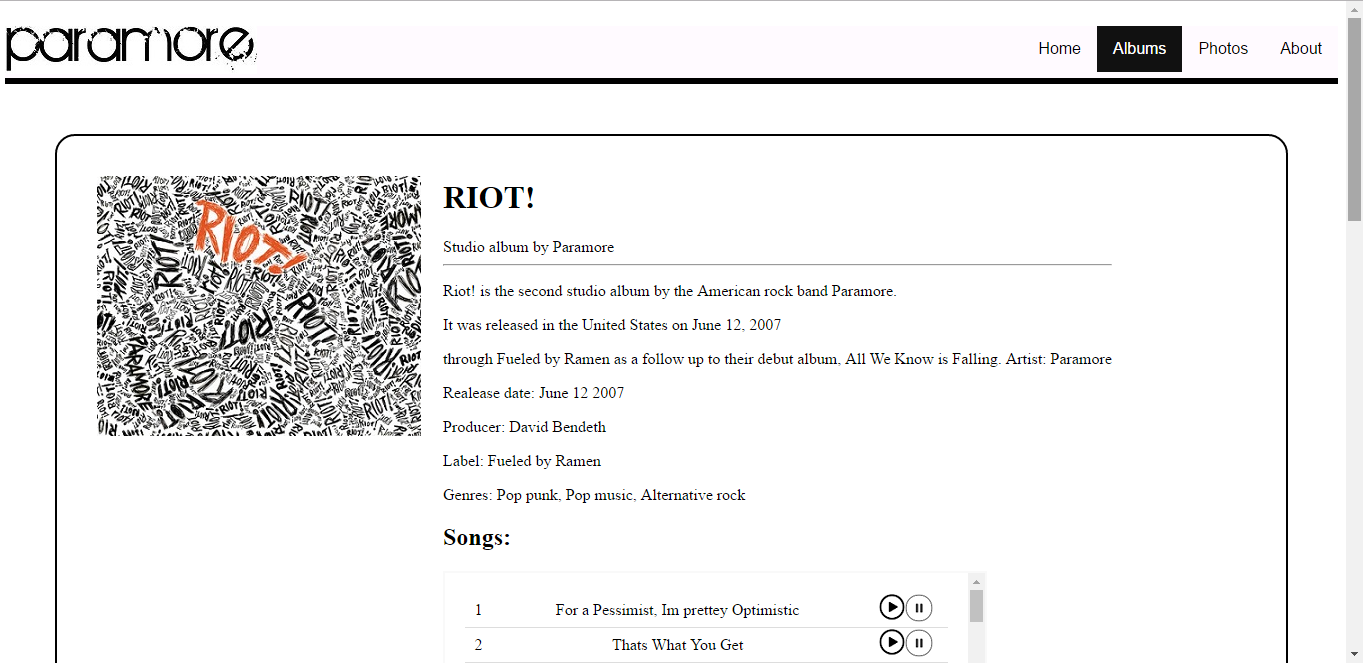 paramore
Home Albums Photos About
RIOT!
RIOT!
Studio album by Paramore
Riot! is the second studio album by the American rock band Paramore.
It was released in the United States on June 12, 2007
through Fueled by Ramen as a follow up to their debut album, All We Know is Falling. Artist: Paramore
Realease date: June 12 2007
Producer: David Bendeth
Label: Fueled by Ramen
Genres: Pop punk, Pop music, Alternative rock
Songs:
1 For a Pessimist, Im prettey Optimistic
2 Thats What You Get